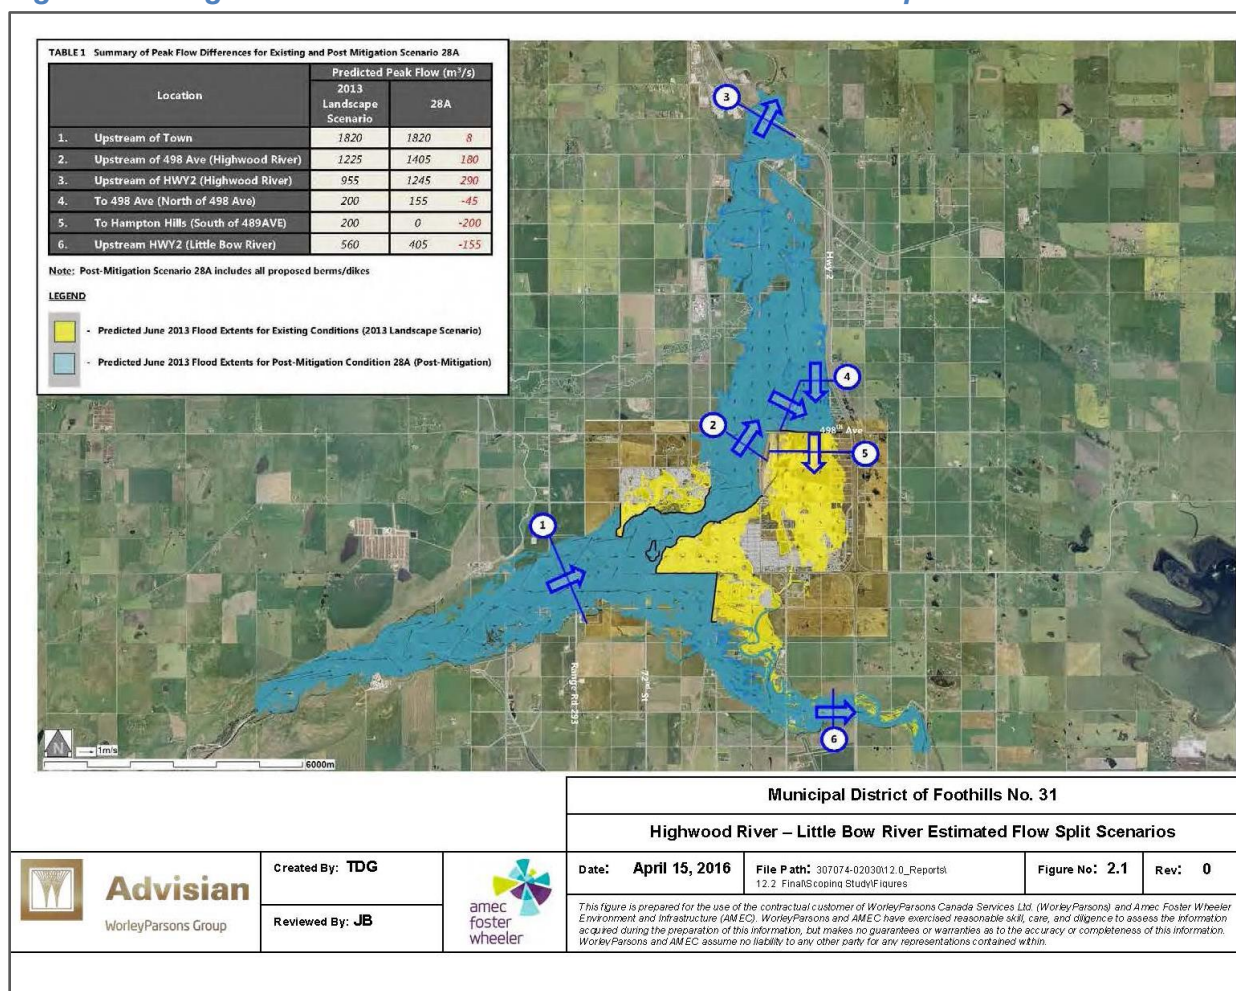 TABLE 1 Summary of Peak Flow Differences for Existing and Post Mitigation Scenario 28A
Location
Predicted Peak Flow (m³/s)
2013 Landscape Scenario
28A
1. Upstream of Town 1820 1820 8
2. Upstream of 498 Ave (Highwood River) 1225 1405 180
3. Upstream of HWY2 (Highwood River) 955 1245 290
4. To 498 Ave (North of 498 Ave) 200 155 -45
5. To Hampton Hills (South of 489AVE) 200 0 -200
6. Upstream HWY2 (Little Bow River) 560 405 -155
Note: Post-Mitigation Scenario 28A includes all proposed berms/dikes
LEGEND
- Predicted June 2013 Flood Extents for Existing Conditions (2013 Landscape Scenario)
- Predicted June 2013 Flood Extents for Post-Mitigation Condition 28A (Post-Mitigation)
3
Hwy 2
4
2
498th Ave
5
1
Range Rd 293
72nd St
6
N
1m/s
6000m
Municipal District of Foothills No. 31
Highwood River – Little Bow River Estimated Flow Split Scenarios
Advisian
WorleyParsons Group
Created By: TDG
Reviewed By: JB
amec
foster
wheeler
Date: April 15, 2016
File Path: 307074-02030\12.0_Reports\
12.2 Final\Scoping Study\Figures
Figure No: 2.1
Rev: 0
This figure is prepared for the use of the contractual customer of WorleyParsons Canada Services Ltd. (WorleyParsons) and Amec Foster Wheeler
Environment and Infrastructure (AMEC). WorleyParsons and AMEC have exercised reasonable skill, care, and diligence to assess the information
acquired during the preparation of this information, but makes no guarantees or warranties as to the accuracy or completeness of this information.
WorleyParsons and AMEC assume no liability to any other party for any representations contained within.